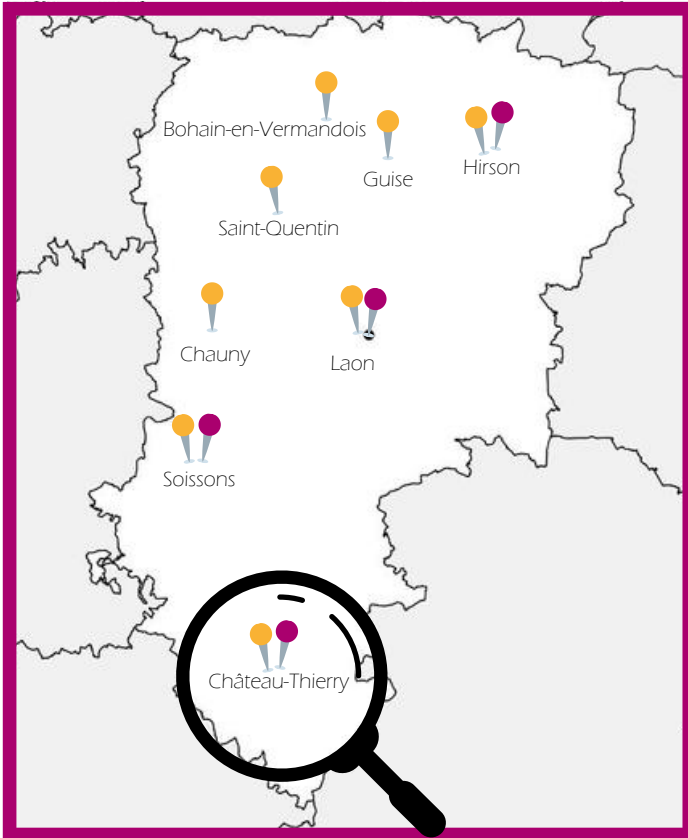 Bohain-en-Vermandois
Guise
Hirson
Saint-Quentin
Chauny
Laon
Soissons
Château-Thierry